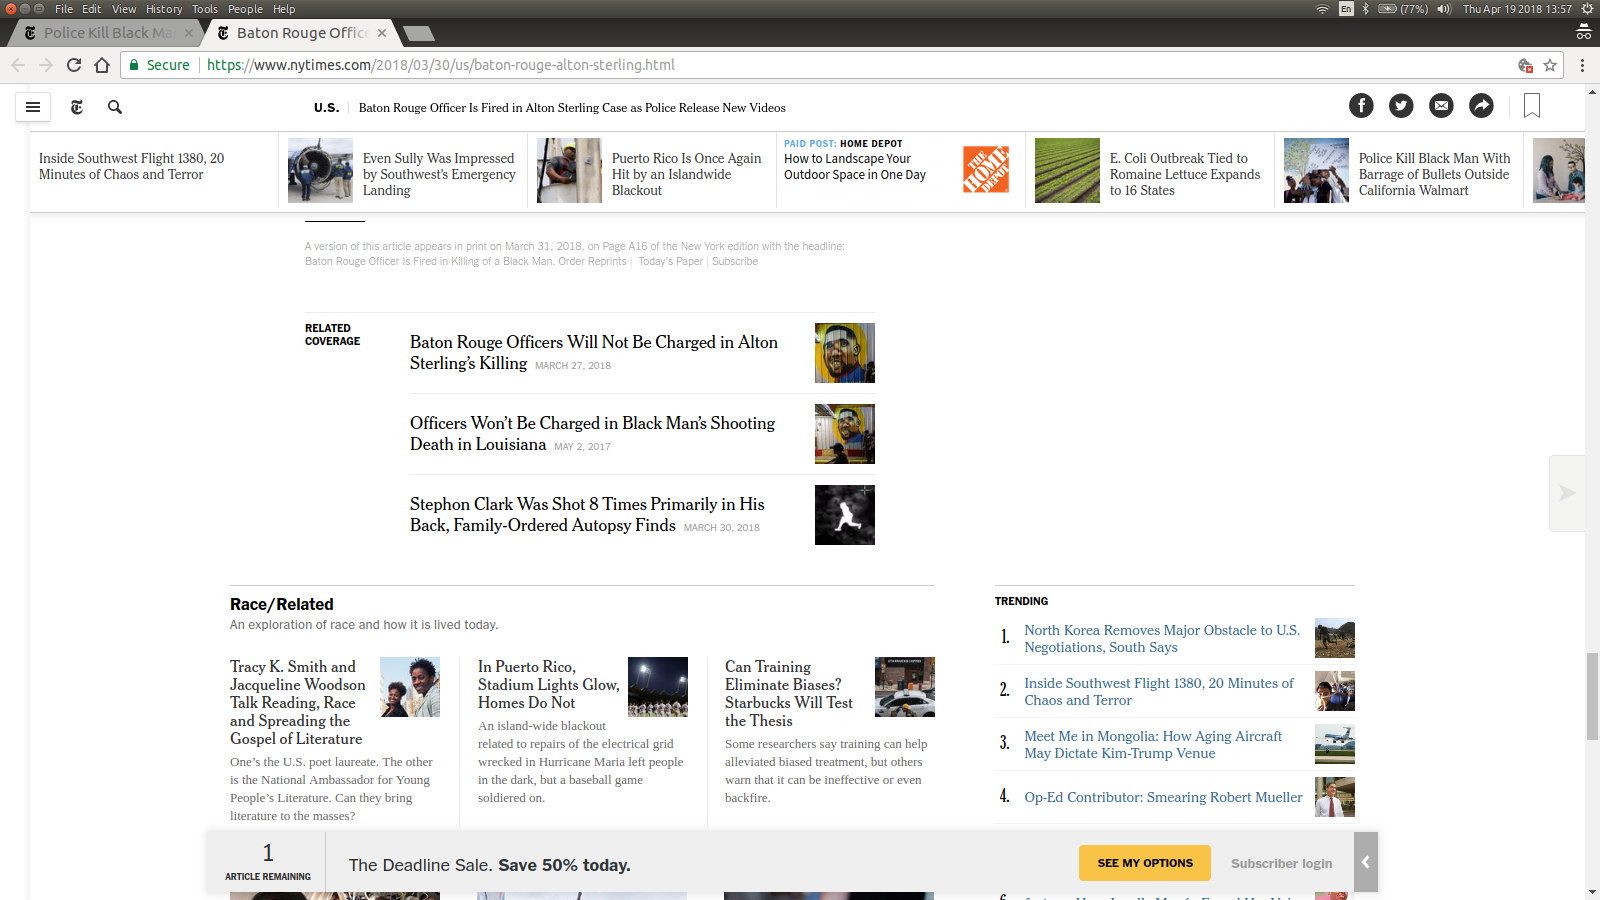 File Edit View History Tools People Help
En (77%) Thu Apr 19 2018 13:57
Police Kill Black Ma
Baton Rouge Offic
Secure https://www.nytimes.com/2018/03/30/us/baton-rouge-alton-sterling.html
U.S. Baton Rouge Officer Is Fired in Alton Sterling Case as Police Release New Videos
Inside Southwest Flight 1380, 20
Minutes of Chaos and Terror
Even Sully Was Impressed
by Southwest's Emergency
Landing
Puerto Rico Is Once Again
Hit by an Islandwide
Blackout
PAID POST: HOME DEPOT
How to Landscape Your
Outdoor Space in One Day
THE HOME DEPOT
E. Coli Outbreak Tied to
Romaine Lettuce Expands
to 16 States
Police Kill Black Man With
Barrage of Bullets Outside
California Walmart
A version of this article appears in print on March 31, 2018, on Page A16 of the New York edition with the headline:
Baton Rouge Officer Is Fired in Killing of a Black Man. Order Reprints | Today's Paper | Subscribe
RELATED
COVERAGE
Baton Rouge Officers Will Not Be Charged in Alton
Sterling's Killing MARCH 27, 2018
Officers Won't Be Charged in Black Man's Shooting
Death in Louisiana MAY 2, 2017
Stephon Clark Was Shot 8 Times Primarily in His
Back, Family-Ordered Autopsy Finds MARCH 30, 2018
Race/Related
An exploration of race and how it is lived today.
Tracy K. Smith and
Jacqueline Woodson
Talk Reading, Race
and Spreading the
Gospel of Literature
One's the U.S. poet laureate. The other
is the National Ambassador for Young
People's Literature. Can they bring
literature to the masses?
In Puerto Rico,
Stadium Lights Glow,
Homes Do Not
An island-wide blackout
related to repairs of the electrical grid
wrecked in Hurricane Maria left people
in the dark, but a baseball game
soldiered on.
Can Training
Eliminate Biases?
Starbucks Will Test
the Thesis
Some researchers say training can help
alleviated biased treatment, but others
warn that it can be ineffective or even
backfire.
TRENDING
1. North Korea Removes Major Obstacle to U.S.
Negotiations, South Says
2. Inside Southwest Flight 1380, 20 Minutes of
Chaos and Terror
3. Meet Me in Mongolia: How Aging Aircraft
May Dictate Kim-Trump Venue
4. Op-Ed Contributor: Smearing Robert Mueller
1
ARTICLE REMAINING
The Deadline Sale. Save 50% today.
SEE MY OPTIONS
Subscriber login